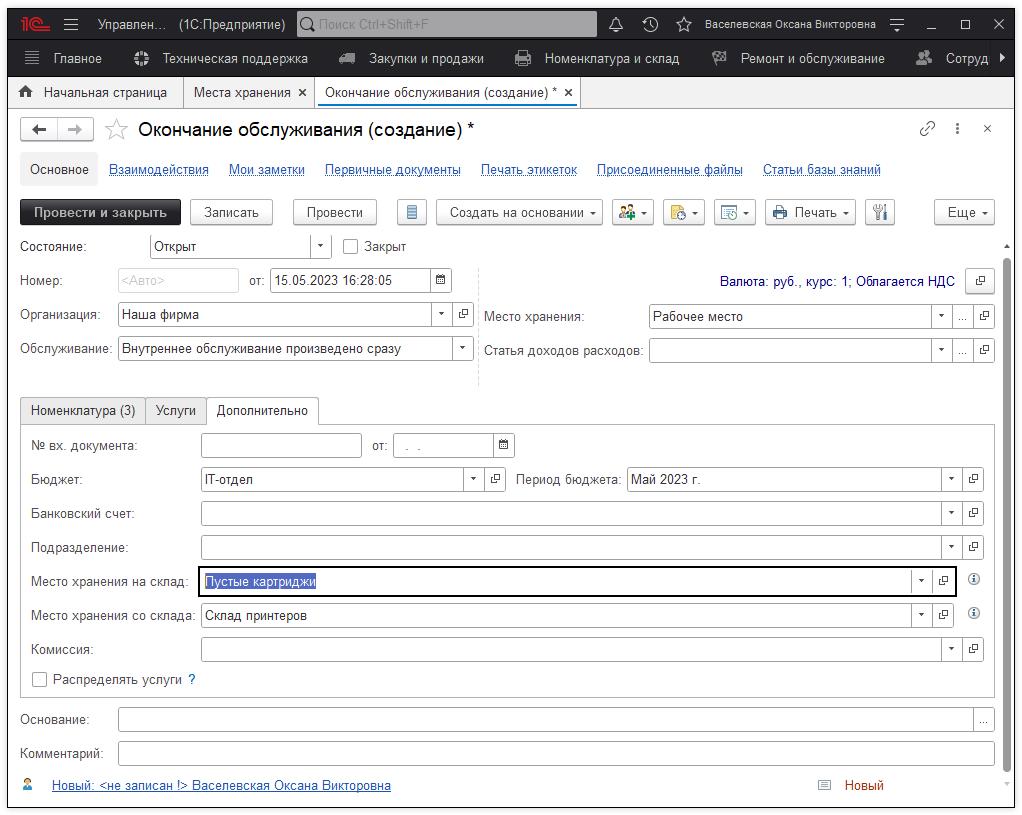 1С Управлен... (1С:Предприятие) Поиск Ctrl+Shift+F Васелевская Оксана Викторовна
Главное Техническая поддержка Закупки и продажи Номенклатура и склад Ремонт и обслуживание Сотруд
Начальная страница Места хранения × Окончание обслуживания (создание) * ×
Окончание обслуживания (создание) *
Основное Взаимодействия Мои заметки Первичные документы Печать этикеток Присоединенные файлы Статьи базы знаний
Провести и закрыть Записать Провести Создать на основании Печать Еще
Состояние: Открыт Закрыт
Номер: <Авто> от: 15.05.2023 16:28:05 Валюта: руб., курс: 1; Облагается НДС
Организация: Наша фирма Место хранения: Рабочее место ...
Обслуживание: Внутреннее обслуживание произведено сразу Статья доходов расходов: ...
Номенклатура (3) Услуги Дополнительно
№ вх. документа: от: . .
Бюджет: IT-отдел Период бюджета: Май 2023 г.
Банковский счет:
Подразделение:
Место хранения на склад: Пустые картриджи
Место хранения со склада: Склад принтеров
Комиссия:
Распределять услуги ?
Основание: ...
Комментарий:
Новый: <не записан !> Васелевская Оксана Викторовна Новый